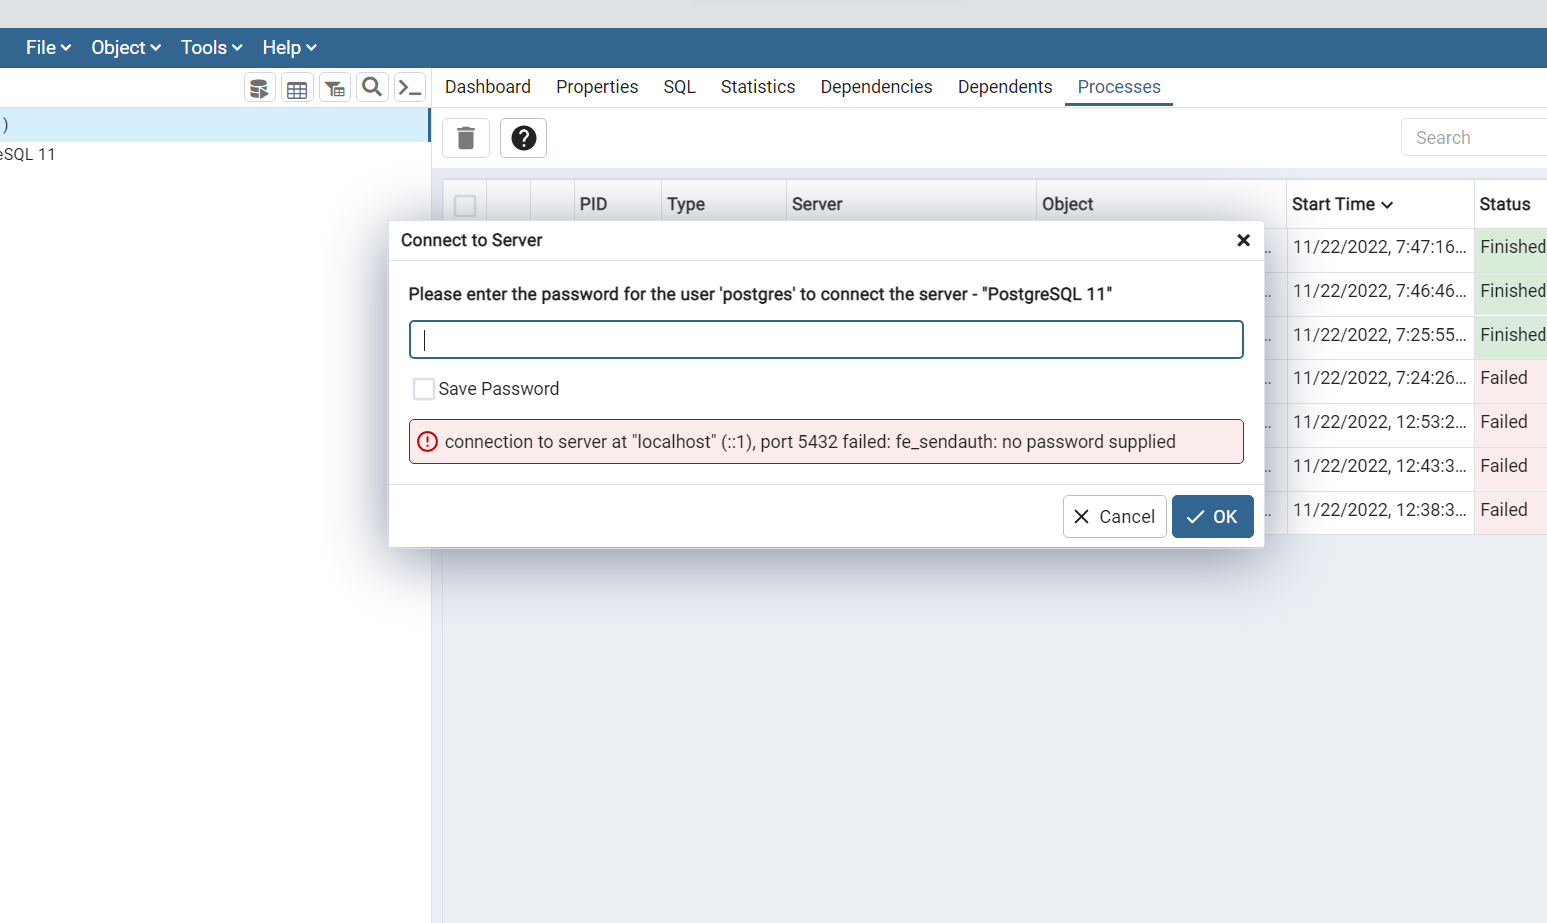 File Object Tools Help
Dashboard Properties SQL Statistics Dependencies Dependents Processes
)
eSQL 11
Search
PID Type Server Object Start Time Status
Connect to Server
Please enter the password for the user 'postgres' to connect the server - "PostgreSQL 11"
Save Password
connection to server at "localhost" (::1), port 5432 failed: fe_sendauth: no password supplied
Cancel OK
.. 11/22/2022, 7:47:16... Finished
.. 11/22/2022, 7:46:46... Finished
.. 11/22/2022, 7:25:55... Finished
.. 11/22/2022, 7:24:26... Failed
.. 11/22/2022, 12:53:2... Failed
.. 11/22/2022, 12:43:3... Failed
.. 11/22/2022, 12:38:3... Failed